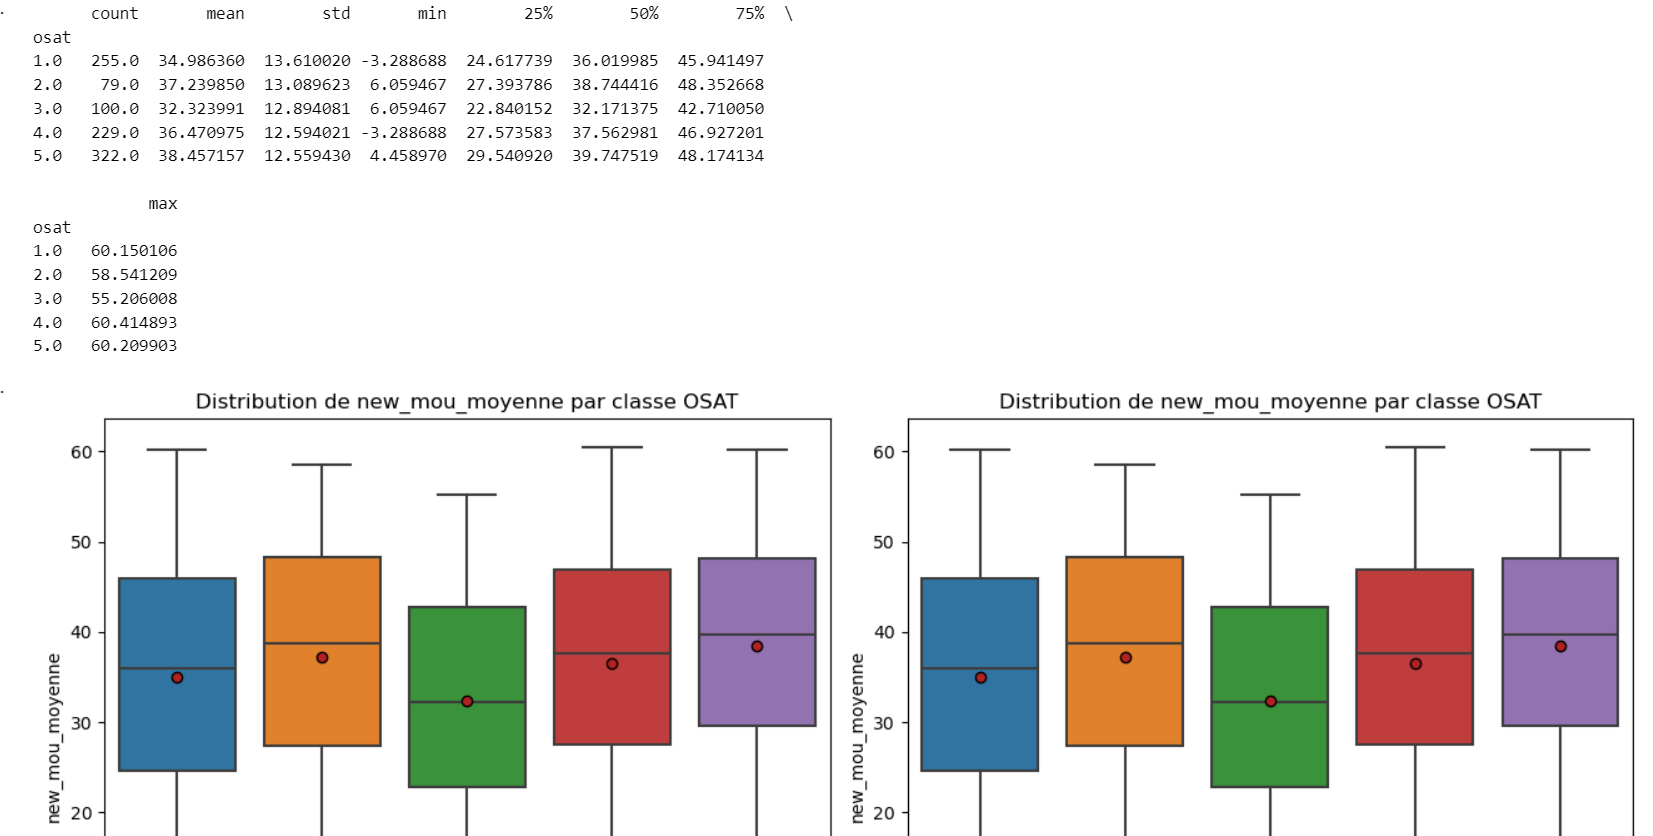 count mean std min 25% 50% 75% \
osat
1.0 255.0 34.986360 13.610020 -3.288688 24.617739 36.019985 45.941497
2.0 79.0 37.239850 13.089623 6.059467 27.393786 38.744416 48.352668
3.0 100.0 32.323991 12.894081 6.059467 22.840152 32.171375 42.710050
4.0 229.0 36.470975 12.594021 -3.288688 27.573583 37.562981 46.927201
5.0 322.0 38.457157 12.559430 4.458970 29.540920 39.747519 48.174134
max
osat
1.0 60.150106
2.0 58.541209
3.0 55.206008
4.0 60.414893
5.0 60.209903
Distribution de new_mou_moyenne par classe OSAT
60
50
40
30
20
new_mou_moyenne
Distribution de new_mou_moyenne par classe OSAT
60
50
40
30
20
new_mou_moyenne